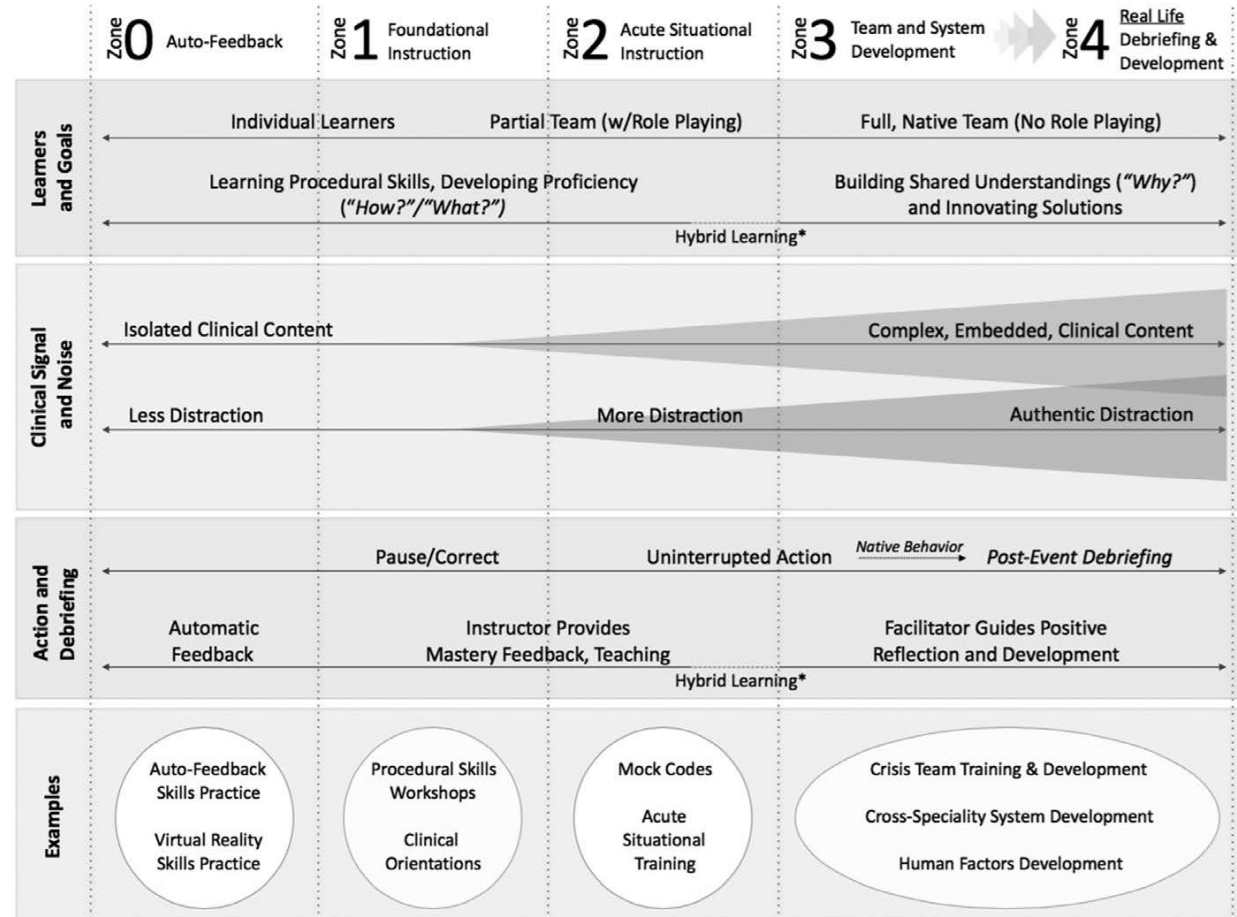 Zone 0 Auto-Feedback
Zone 1 Foundational
Instruction
Zone 2 Acute Situational
Instruction
Zone 3 Team and System
Development
Zone 4 Real Life
Debriefing &
Development
Learners
and Goals
Individual Learners
Partial Team (w/Role Playing)
Full, Native Team (No Role Playing)
Learning Procedural Skills, Developing Proficiency
(“How?”/“What?”)
Building Shared Understandings (“Why?”)
and Innovating Solutions
Hybrid Learning*
Clinical Signal
and Noise
Isolated Clinical Content
Complex, Embedded, Clinical Content
Less Distraction
More Distraction
Authentic Distraction
Action and
Debriefing
Pause/Correct
Uninterrupted Action
Native Behavior
Post-Event Debriefing
Automatic
Feedback
Instructor Provides
Mastery Feedback, Teaching
Facilitator Guides Positive
Reflection and Development
Hybrid Learning*
Examples
Auto-Feedback
Skills Practice
Virtual Reality
Skills Practice
Procedural Skills
Workshops
Clinical
Orientations
Mock Codes
Acute
Situational
Training
Crisis Team Training & Development
Cross-Speciality System Development
Human Factors Development